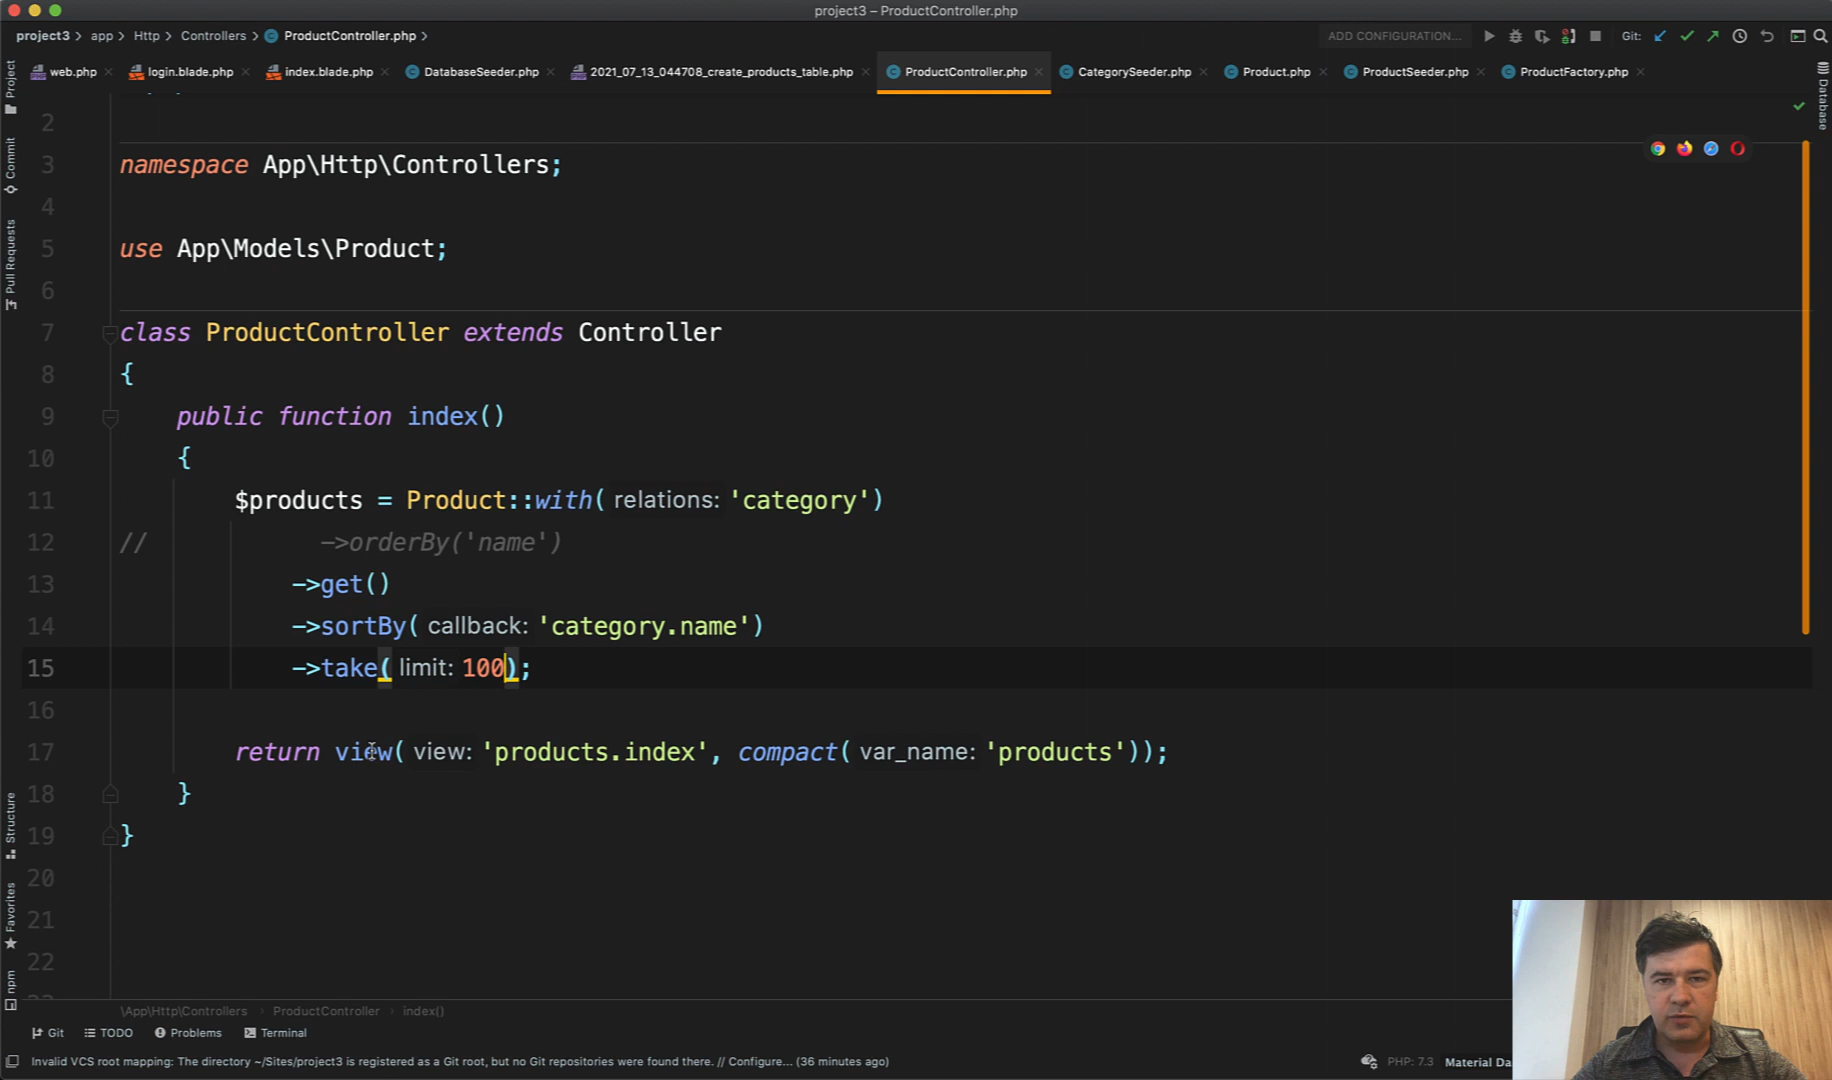 project3 – ProductController.php
project3 > app > Http > Controllers > ProductController.php >
ADD CONFIGURATION...
Git:
web.php
login.blade.php
index.blade.php
DatabaseSeeder.php
2021_07_13_044708_create_products_table.php
ProductController.php
CategorySeeder.php
Product.php
ProductSeeder.php
ProductFactory.php
Project
Commit
Pull Requests
Structure
Favorites
npm
Database
2
3 namespace App\Http\Controllers;
4
5 use App\Models\Product;
6
7 class ProductController extends Controller
8 {
9 public function index()
10 {
11 $products = Product::with( relations: 'category')
12 // ->orderBy('name')
13 ->get()
14 ->sortBy( callback: 'category.name')
15 ->take( limit: 100);
16
17 return view( view: 'products.index', compact( var_name: 'products'));
18 }
19 }
20
21
22
\App\Http\Controllers > ProductController > index()
Git
TODO
Problems
Terminal
Invalid VCS root mapping: The directory ~/Sites/project3 is registered as a Git root, but no Git repositories were found there. // Configure... (36 minutes ago)
PHP: 7.3
Material Da